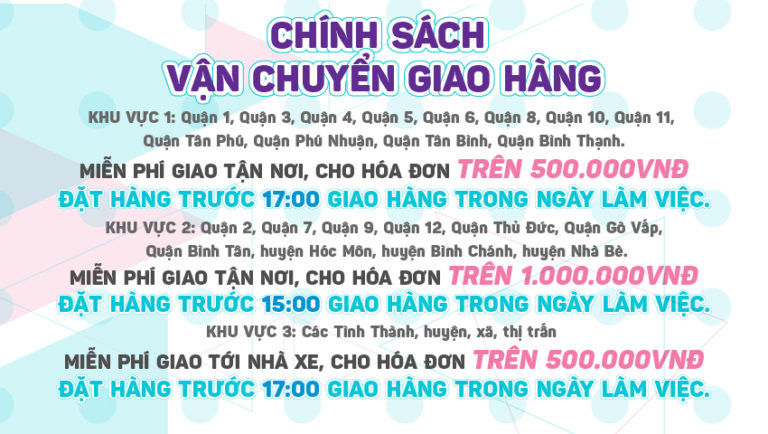 CHÍNH SÁCH
VẬN CHUYỂN GIAO HÀNG
KHU VỰC 1: Quận 1, Quận 3, Quận 4, Quận 5, Quận 6, Quận 8, Quận 10, Quận 11,
Quận Tân Phú, Quận Phú Nhuận, Quận Tân Bình, Quận Bình Thạnh.
MIỄN PHÍ GIAO TẬN NƠI, CHO HÓA ĐƠN TRÊN 500.000VNĐ
ĐẶT HÀNG TRƯỚC 17:00 GIAO HÀNG TRONG NGÀY LÀM VIỆC.
KHU VỰC 2: Quận 2, Quận 7, Quận 9, Quận 12, Quận Thủ Đức, Quận Gò Vắp,
Quận Bình Tân, huyện Hóc Môn, huyện Bình Chánh, huyện Nhà Bè.
MIỄN PHÍ GIAO TẬN NƠI, CHO HÓA ĐƠN TRÊN 1.000.000VNĐ
ĐẶT HÀNG TRƯỚC 15:00 GIAO HÀNG TRONG NGÀY LÀM VIỆC.
KHU VỰC 3: Các Tỉnh Thành, huyện, xã, thị trấn
MIỄN PHÍ GIAO TỚI NHÀ XE, CHO HÓA ĐƠN TRÊN 500.000VNĐ
ĐẶT HÀNG TRƯỚC 17:00 GIAO HÀNG TRONG NGÀY LÀM VIỆC.